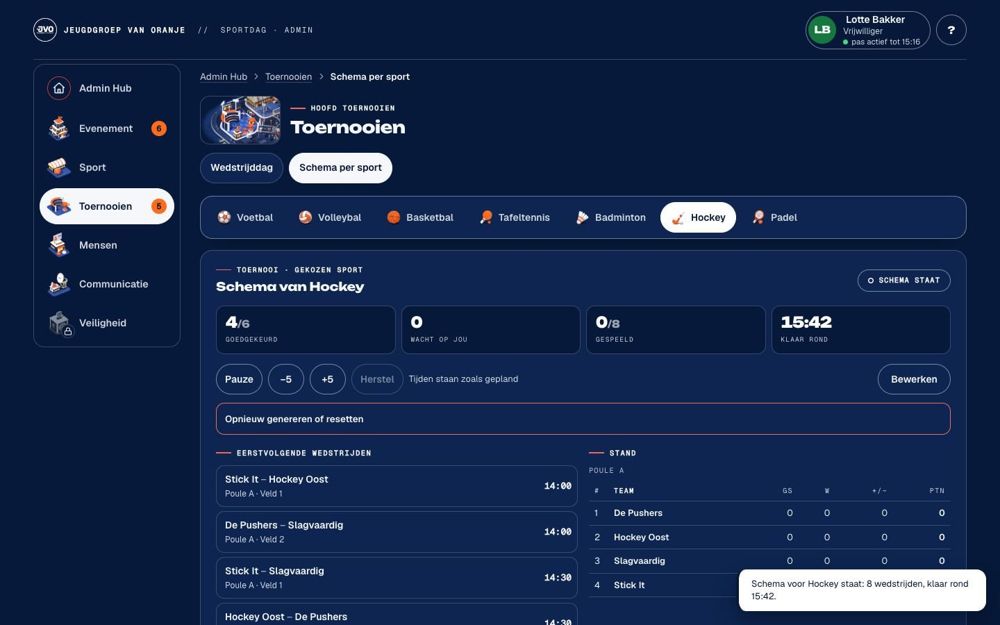 JVO JEUGDGROEP VAN ORANJE // SPORTDAG · ADMIN
LB
Lotte Bakker
Vrijwilliger
pas actief tot 15:16
?
Admin Hub
Evenement 6
Sport
Toernooien 5
Mensen
Communicatie
Veiligheid
Admin Hub > Toernooien > Schema per sport
HOOFD TOERNOOIEN
Toernooien
Wedstrijddag Schema per sport
Voetbal Volleybal Basketbal Tafeltennis Badminton Hockey Padel
TOERNOOI · GEKOZEN SPORT
Schema van Hockey
SCHEMA STAAT
4/6
GOEDGEKEURD
0
WACHT OP JOU
0/8
GESPEELD
15:42
KLAAR ROND
Pauze −5 +5 Herstel Tijden staan zoals gepland Bewerken
Opnieuw genereren of resetten
EERSTVOLGENDE WEDSTRIJDEN
Stick It – Hockey Oost
Poule A · Veld 1
14:00
De Pushers – Slagvaardig
Poule A · Veld 2
14:00
Stick It – Slagvaardig
Poule A · Veld 1
14:30
Hockey Oost – De Pushers
14:30
STAND
POULE A
# TEAM GS W +/− PTN
1 De Pushers 0 0 0 0
2 Hockey Oost 0 0 0 0
3 Slagvaardig 0 0 0 0
4 Stick It
Schema voor Hockey staat: 8 wedstrijden, klaar rond
15:42.